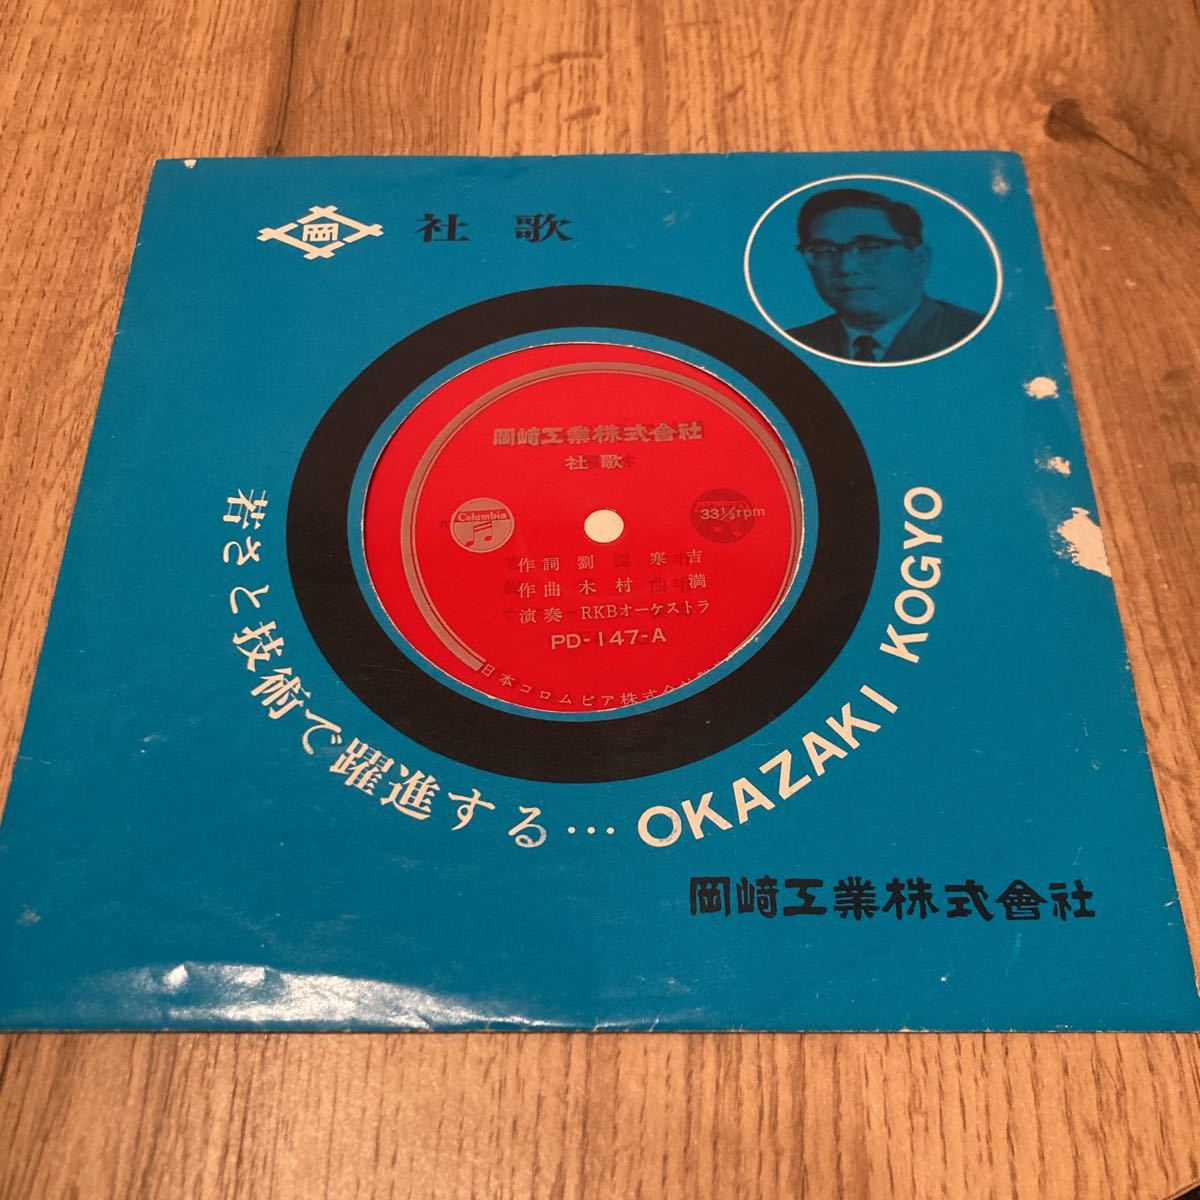 岡 社歌
岡崎工業株式會社
社歌
Columbia
33⅓rpm
作詞 劉 寒吉
作曲 木村 満
演奏 RKBオーケストラ
PD-147-A
日本コロムビア株式会社
若さと技術で躍進する… OKAZAKI KOGYO
岡崎工業株式會社